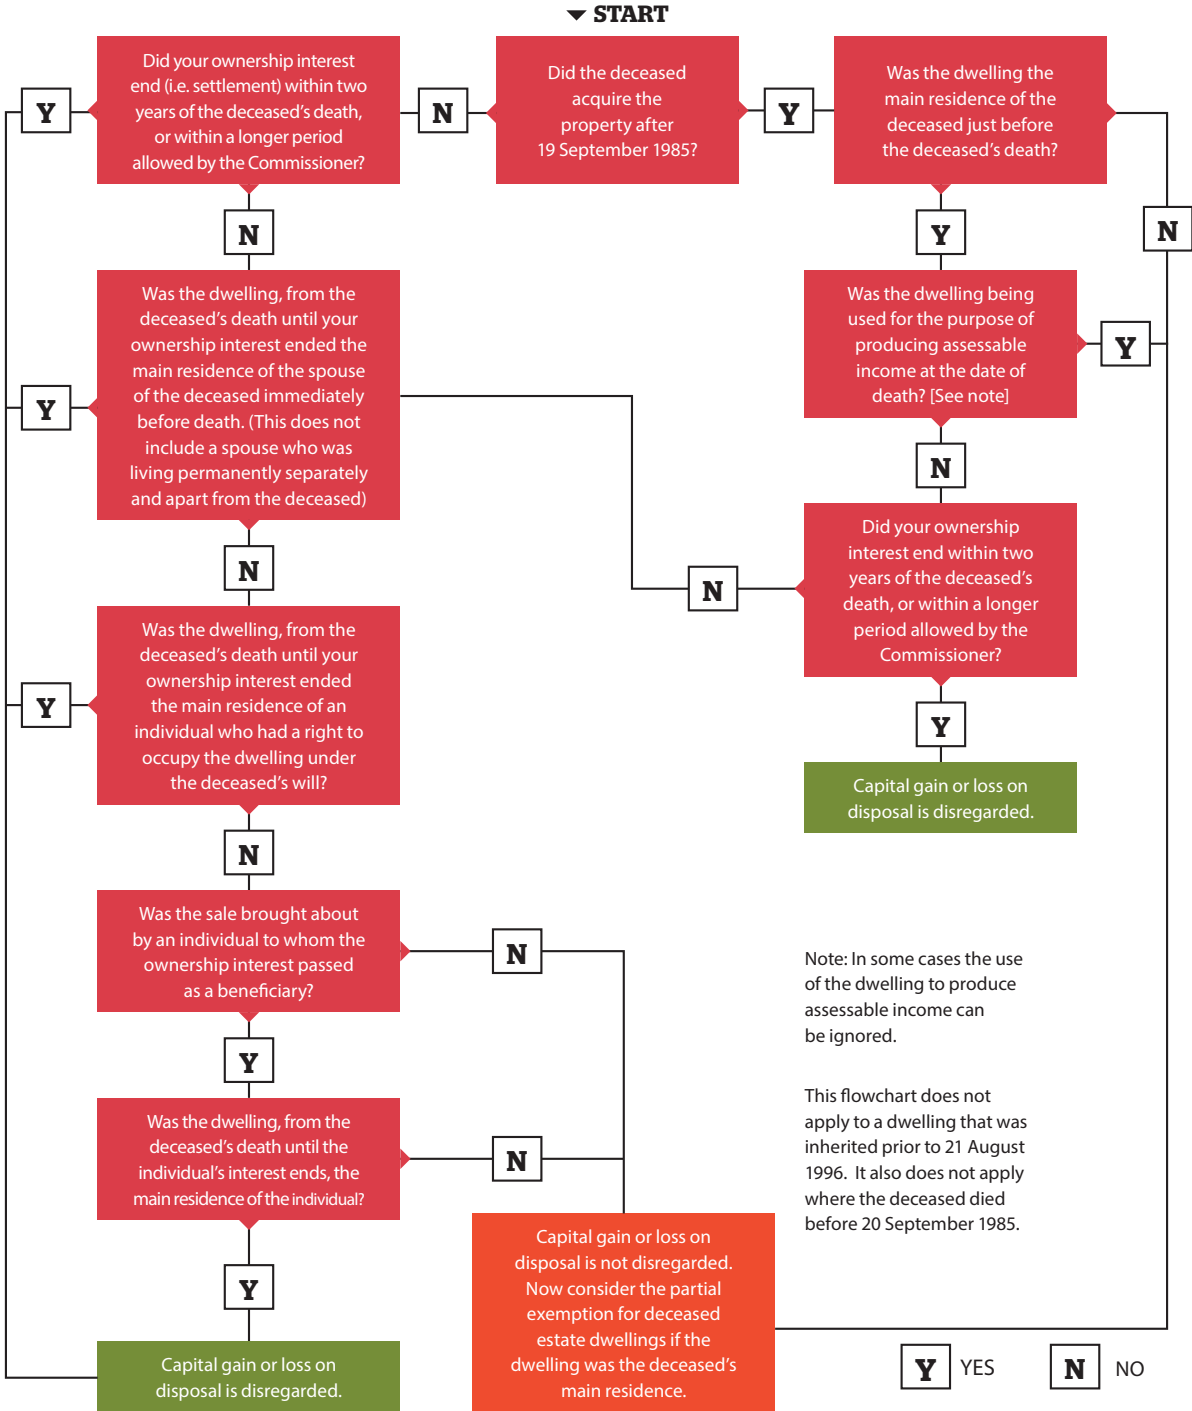 START
Did your ownership interest
end (i.e. settlement) within two
years of the deceased's death,
or within a longer period
allowed by the Commissioner?
Y
N
Did the deceased
acquire the
property after
19 September 1985?
Y
Was the dwelling the
main residence of the
deceased just before
the deceased's death?
N
Y
N
Was the dwelling, from the
deceased's death until your
ownership interest ended the
main residence of the spouse
of the deceased immediately
before death. (This does not
include a spouse who was
living permanently separately
and apart from the deceased)
Y
N
Was the dwelling being
used for the purpose of
producing assessable
income at the date of
death? [See note]
Y
N
Did your ownership
interest end within two
years of the deceased's
death, or within a longer
period allowed by the
Commissioner?
N
Y
Capital gain or loss on
disposal is disregarded.
Was the dwelling, from the
deceased's death until your
ownership interest ended
the main residence of an
individual who had a right to
occupy the dwelling under
the deceased's will?
Y
N
Was the sale brought about
by an individual to whom the
ownership interest passed
as a beneficiary?
N
Y
Was the dwelling, from the
deceased's death until the
individual's interest ends, the
main residence of the individual?
N
Y
Capital gain or loss on
disposal is disregarded.
Capital gain or loss on
disposal is not disregarded.
Now consider the partial
exemption for deceased
estate dwellings if the
dwelling was the deceased's
main residence.
Note: In some cases the use
of the dwelling to produce
assessable income can
be ignored.
This flowchart does not
apply to a dwelling that was
inherited prior to 21 August
1996. It also does not apply
where the deceased died
before 20 September 1985.
Y YES
N NO